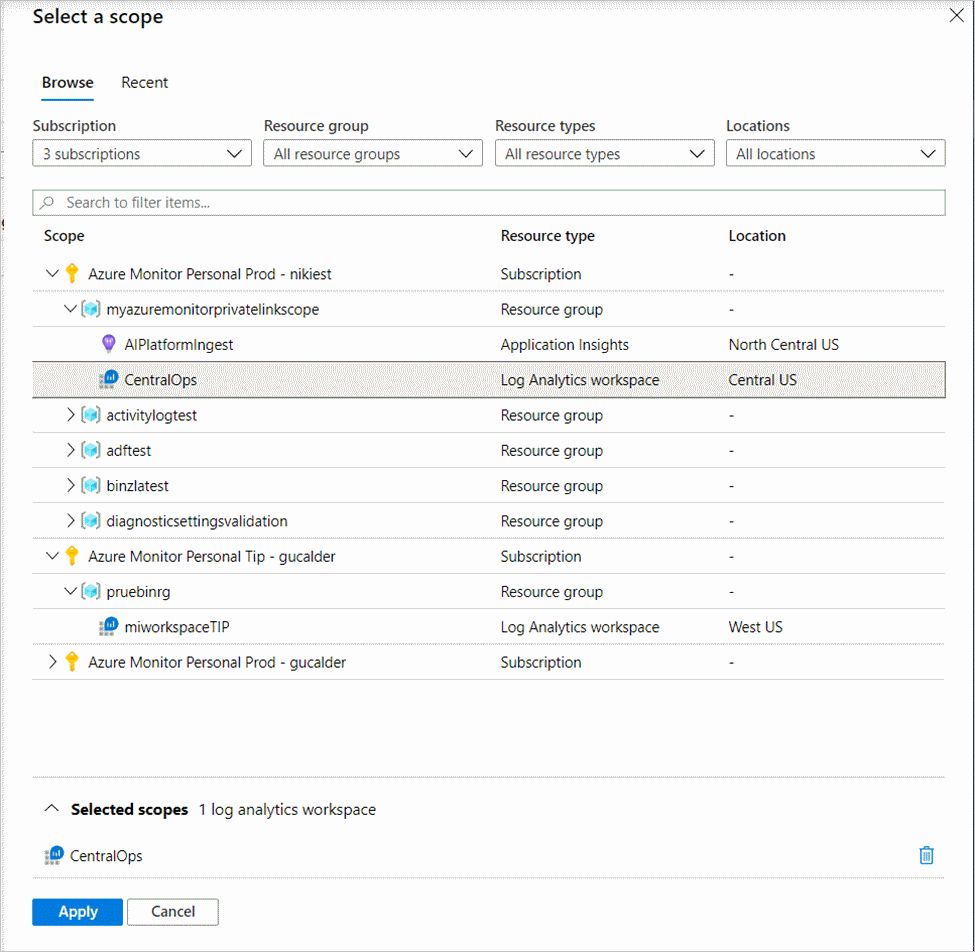 Select a scope
Browse Recent
Subscription Resource group Resource types Locations
3 subscriptions All resource groups All resource types All locations
Search to filter items...
Scope Resource type Location
Azure Monitor Personal Prod - nikiest Subscription -
myazuremonitorprivatelinkscope Resource group -
AIPlatformIngest Application Insights North Central US
CentralOps Log Analytics workspace Central US
activitylogtest Resource group -
adftest Resource group -
binzlatest Resource group -
diagnosticsettingsvalidation Resource group -
Azure Monitor Personal Tip - gucalder Subscription -
pruebinrg Resource group -
miworkspaceTIP Log Analytics workspace West US
Azure Monitor Personal Prod - gucalder Subscription -
Selected scopes 1 log analytics workspace
CentralOps
Apply Cancel